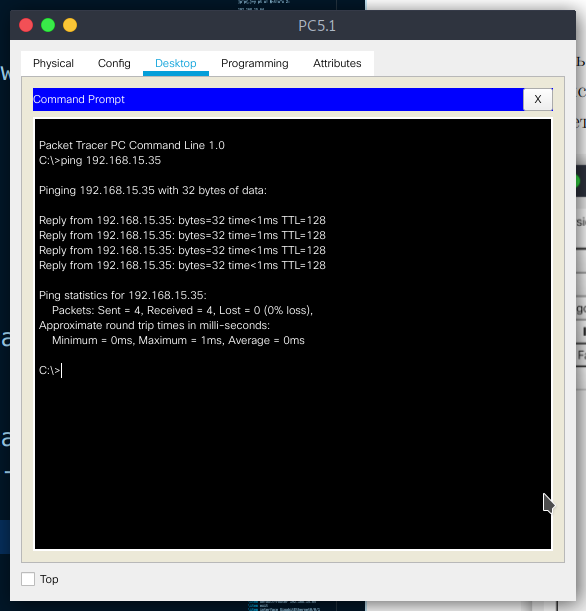 PC5.1
Physical Config Desktop Programming Attributes
Command Prompt X
Packet Tracer PC Command Line 1.0
C:\>ping 192.168.15.35
Pinging 192.168.15.35 with 32 bytes of data:
Reply from 192.168.15.35: bytes=32 time<1ms TTL=128
Reply from 192.168.15.35: bytes=32 time=1ms TTL=128
Reply from 192.168.15.35: bytes=32 time<1ms TTL=128
Reply from 192.168.15.35: bytes=32 time<1ms TTL=128
Ping statistics for 192.168.15.35:
Packets: Sent = 4, Received = 4, Lost = 0 (0% loss),
Approximate round trip times in milli-seconds:
Minimum = 0ms, Maximum = 1ms, Average = 0ms
C:\>
Top